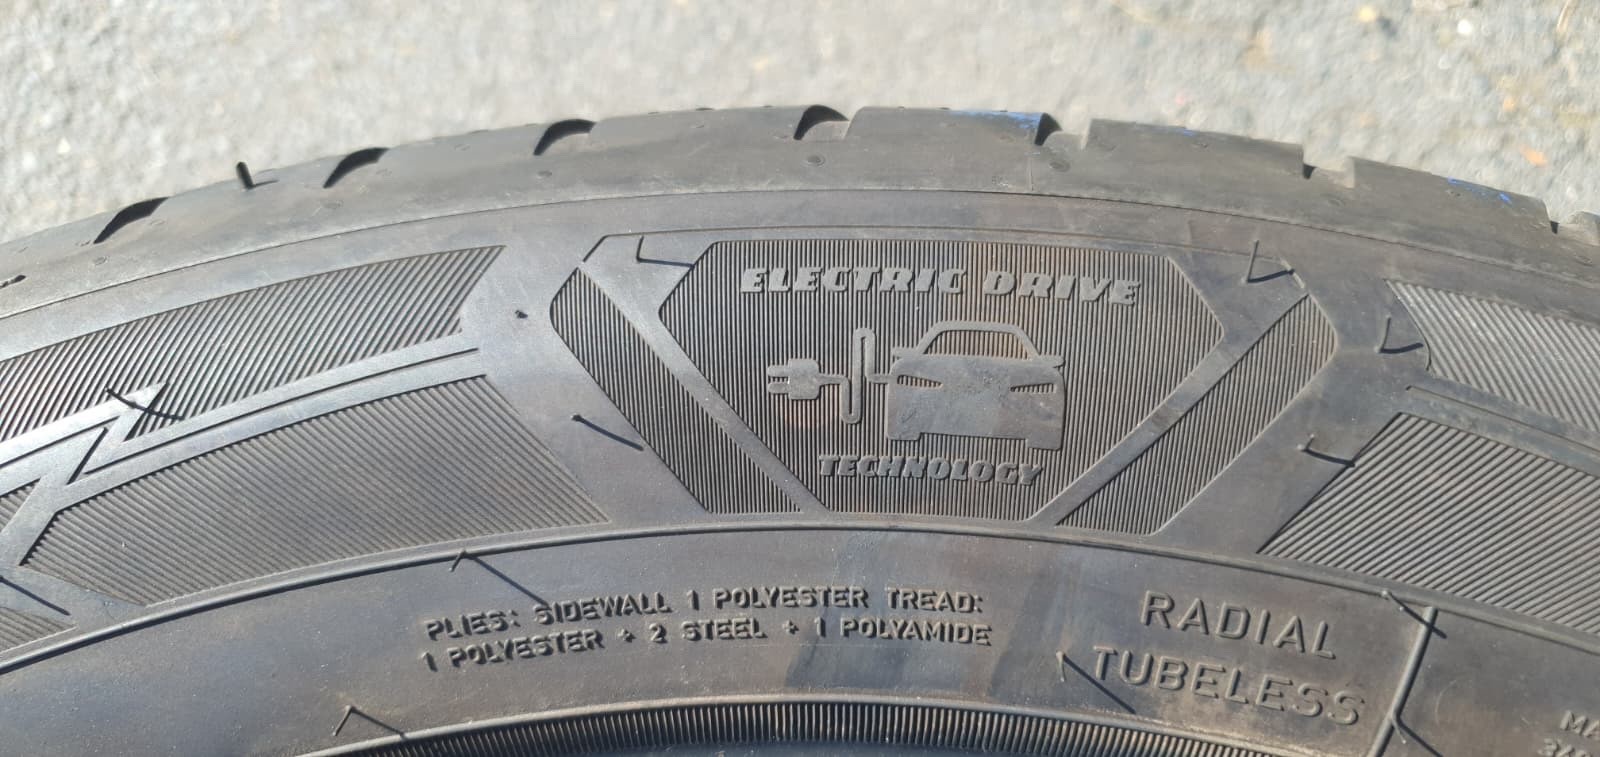 ELECTRIC DRIVE
TECHNOLOGY
PLIES: SIDEWALL 1 POLYESTER TREAD:
1 POLYESTER + 2 STEEL + 1 POLYAMIDE
RADIAL
TUBELESS